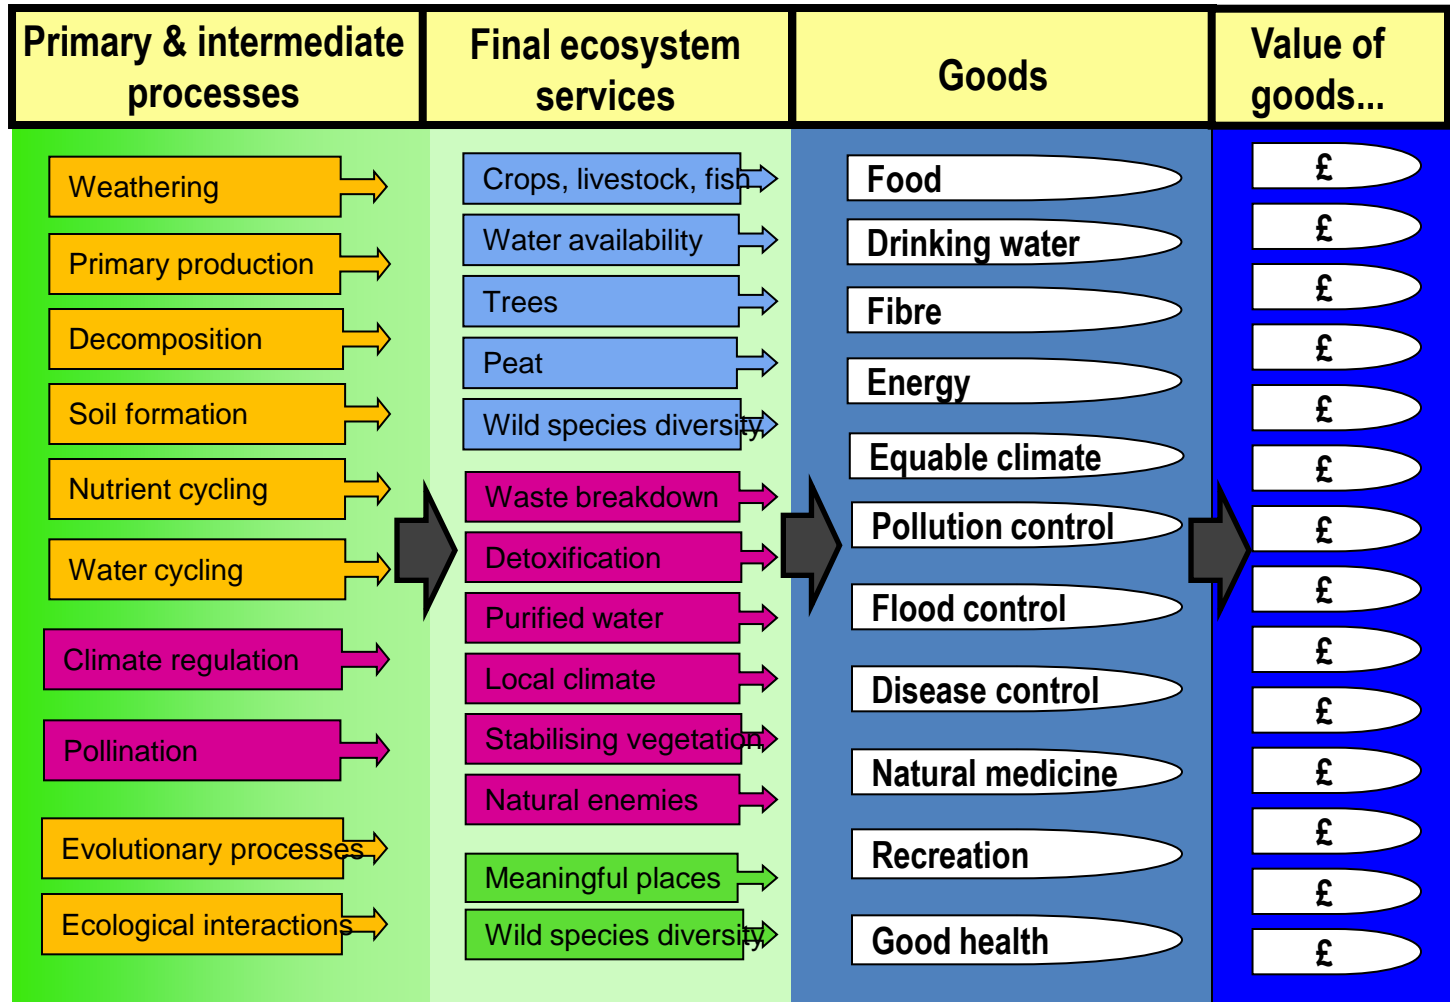 Primary & intermediate
processes
Final ecosystem
services
Goods
Value of
goods...
Weathering
Primary production
Decomposition
Soil formation
Nutrient cycling
Water cycling
Climate regulation
Pollination
Evolutionary processes
Ecological interactions
Crops, livestock, fish
Water availability
Trees
Peat
Wild species diversity
Waste breakdown
Detoxification
Purified water
Local climate
Stabilising vegetation
Natural enemies
Meaningful places
Wild species diversity
Food
Drinking water
Fibre
Energy
Equable climate
Pollution control
Flood control
Disease control
Natural medicine
Recreation
Good health
£
£
£
£
£
£
£
£
£
£
£
£
£
£